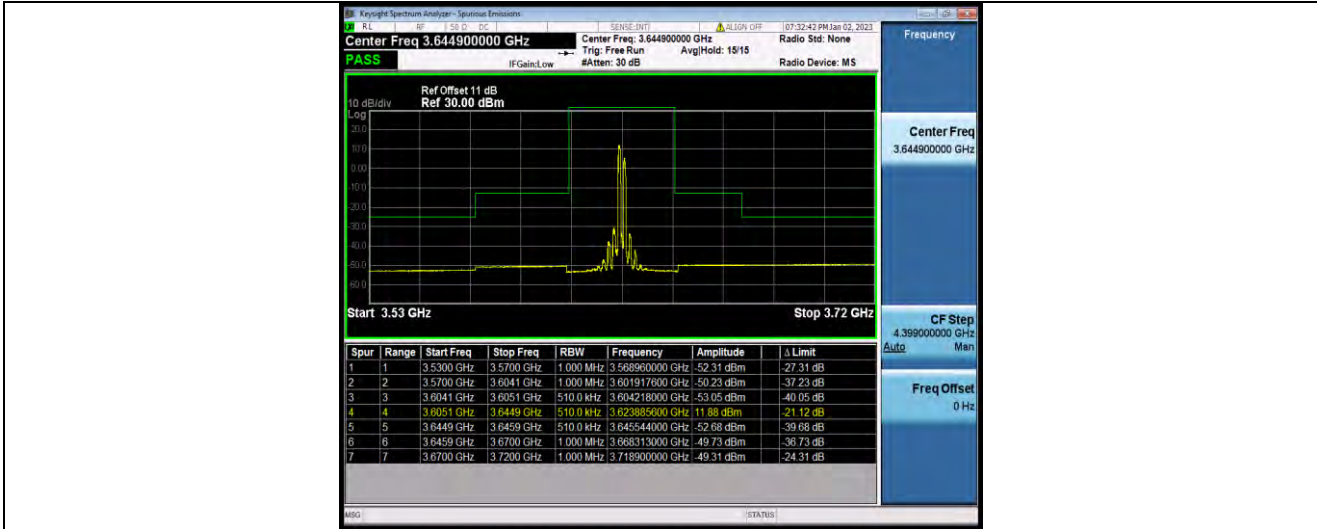 Keysight Spectrum Analyzer - Spurious Emissions
RL RF 50 Ω DC SENSE:INT ALIGN OFF 07:32:42 PM Jan 02, 2023
Center Freq 3.644900000 GHz Center Freq: 3.644900000 GHz Radio Std: None
Trig: Free Run Avg|Hold: 15/15
PASS IFGain:Low #Atten: 30 dB Radio Device: MS
Frequency
Ref Offset 11 dB
10 dB/div Ref 30.00 dBm
Log
20.0
10.0
0.00
-10.0
-20.0
-30.0
-40.0
-50.0
-60.0
Start 3.53 GHz Stop 3.72 GHz
Spur Range Start Freq Stop Freq RBW Frequency Amplitude Δ Limit
1 1 3.5300 GHz 3.5700 GHz 1.000 MHz 3.568960000 GHz -52.31 dBm -27.31 dB
2 2 3.5700 GHz 3.6041 GHz 1.000 MHz 3.601917600 GHz -50.23 dBm -37.23 dB
3 3 3.6041 GHz 3.6051 GHz 510.0 kHz 3.604218000 GHz -53.05 dBm -40.05 dB
4 4 3.6051 GHz 3.6449 GHz 510.0 kHz 3.623885600 GHz 11.88 dBm -21.12 dB
5 5 3.6449 GHz 3.6459 GHz 510.0 kHz 3.645544000 GHz -52.68 dBm -39.68 dB
6 6 3.6459 GHz 3.6700 GHz 1.000 MHz 3.668313000 GHz -49.73 dBm -36.73 dB
7 7 3.6700 GHz 3.7200 GHz 1.000 MHz 3.718900000 GHz -49.31 dBm -24.31 dB
Center Freq
3.644900000 GHz
CF Step
4.399000000 GHz
Auto Man
Freq Offset
0 Hz
MSG STATUS